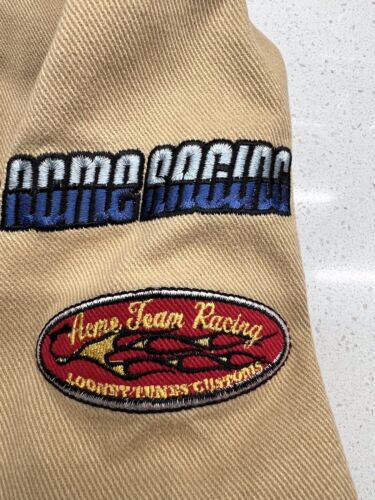 ACME RACING
Acme Team Racing
LOONEY TUNES CUSTOMS